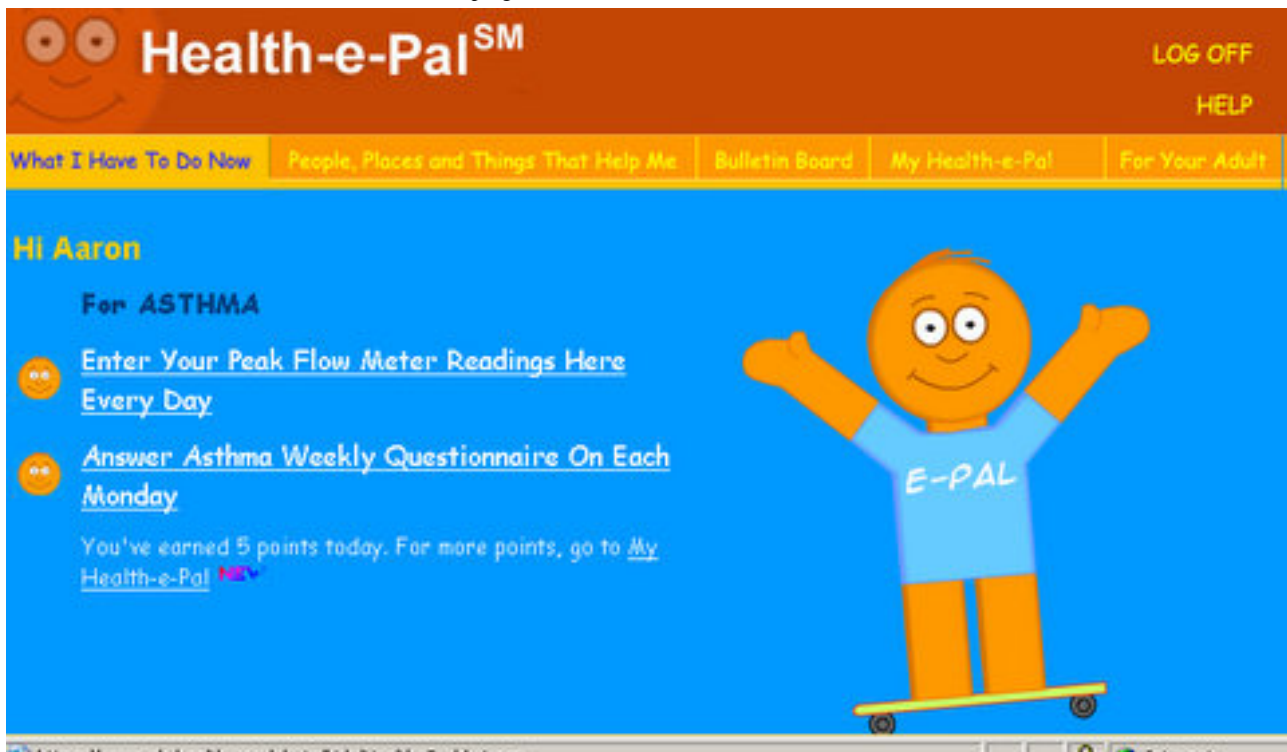 Health-e-Pal SM
LOG OFF
HELP
What I Have To Do Now People, Places and Things That Help Me Bulletin Board My Health-e-Pal For Your Adult
Hi Aaron
For ASTHMA
Enter Your Peak Flow Meter Readings Here
Every Day
Answer Asthma Weekly Questionnaire On Each
Monday
You've earned 5 points today. For more points, go to My
Health-e-Pal NEW
E-PAL